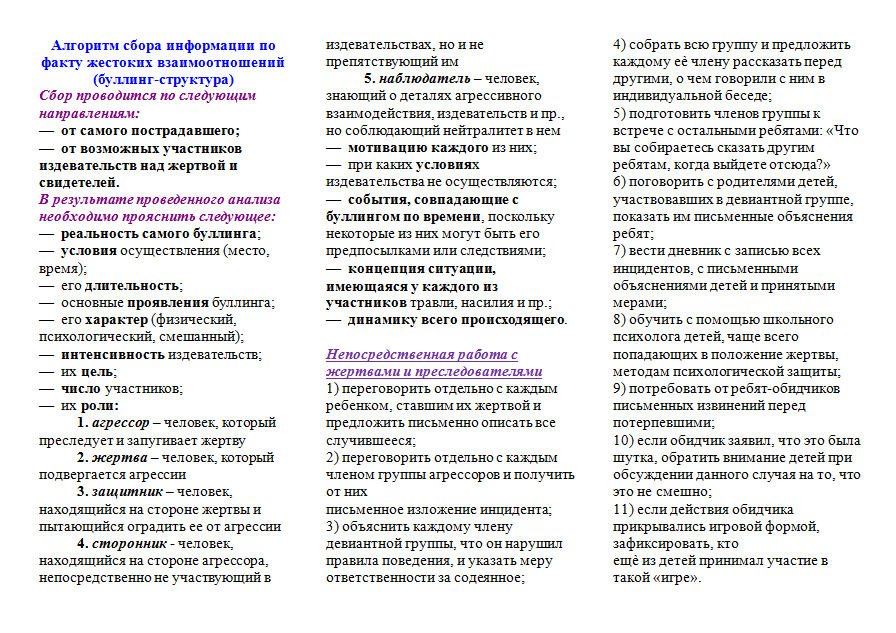 Алгоритм сбора информации по
факту жестоких взаимоотношений
(буллинг-структура)
Сбор проводится по следующим
направлениям:
— от самого пострадавшего;
— от возможных участников
издевательств над жертвой и
свидетелей.
В результате проведенного анализа
необходимо прояснить следующее:
— реальность самого буллинга;
— условия осуществления (место,
время);
— его длительность;
— основные проявления буллинга;
— его характер (физический,
психологический, смешанный);
— интенсивность издевательств;
— их цель;
— число участников;
— их роли:
1. агрессор – человек, который
преследует и запугивает жертву
2. жертва – человек, который
подвергается агрессии
3. защитник – человек,
находящийся на стороне жертвы и
пытающийся оградить ее от агрессии
4. сторонник - человек,
находящийся на стороне агрессора,
непосредственно не участвующий в
издевательствах, но и не
препятствующий им
5. наблюдатель – человек,
знающий о деталях агрессивного
взаимодействия, издевательств и пр.,
но соблюдающий нейтралитет в нем
— мотивацию каждого из них;
— при каких условиях
издевательства не осуществляются;
— события, совпадающие с
буллингом по времени, поскольку
некоторые из них могут быть его
предпосылками или следствиями;
— концепция ситуации,
имеющаяся у каждого из
участников травли, насилия и пр.;
— динамику всего происходящего.
Непосредственная работа с
жертвами и преследователями
1) переговорить отдельно с каждым
ребенком, ставшим их жертвой и
предложить письменно описать все
случившееся;
2) переговорить отдельно с каждым
членом группы агрессоров и получить
от них
письменное изложение инцидента;
3) объяснить каждому члену
девиантной группы, что он нарушил
правила поведения, и указать меру
ответственности за содеянное;
4) собрать всю группу и предложить
каждому еѐ члену рассказать перед
другими, о чем говорили с ним в
индивидуальной беседе;
5) подготовить членов группы к
встрече с остальными ребятами: «Что
вы собираетесь сказать другим
ребятам, когда выйдете отсюда?»
6) поговорить с родителями детей,
участвовавших в девиантной группе,
показать им письменные объяснения
ребят;
7) вести дневник с записью всех
инцидентов, с письменными
объяснениями детей и принятыми
мерами;
8) обучить с помощью школьного
психолога детей, чаще всего
попадающих в положение жертвы,
методам психологической защиты;
9) потребовать от ребят-обидчиков
письменных извинений перед
потерпевшими;
10) если обидчик заявил, что это была
шутка, обратить внимание детей при
обсуждении данного случая на то, что
это не смешно;
11) если действия обидчика
прикрывались игровой формой,
зафиксировать, кто
ещѐ из детей принимал участие в
такой «игре».